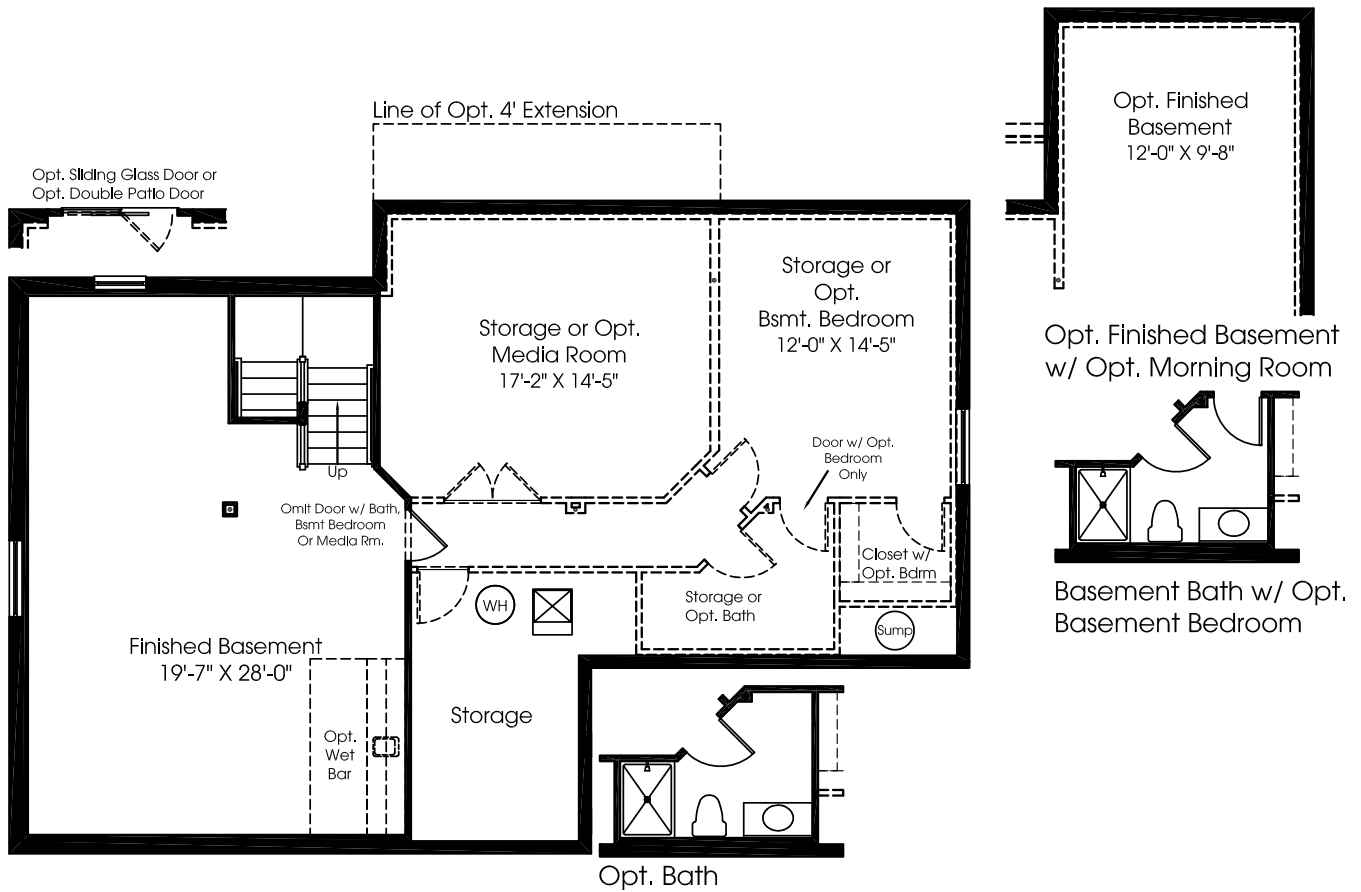 Line of Opt. 4' Extension
Opt. Sliding Glass Door or
Opt. Double Patio Door
Opt. Finished
Basement
12'-0" X 9'-8"
Storage or
Opt.
Bsmt. Bedroom
12'-0" X 14'-5"
Storage or Opt.
Media Room
17'-2" X 14'-5"
Opt. Finished Basement
w/ Opt. Morning Room
Door w/ Opt.
Bedroom
Only
Up
Omit Door w/ Bath,
Bsmt Bedroom
Or Media Rm.
Closet w/
Opt. Bdrm
WH
Storage or
Opt. Bath
Sump
Basement Bath w/ Opt.
Basement Bedroom
Finished Basement
19'-7" X 28'-0"
Storage
Opt.
Wet
Bar
Opt. Bath